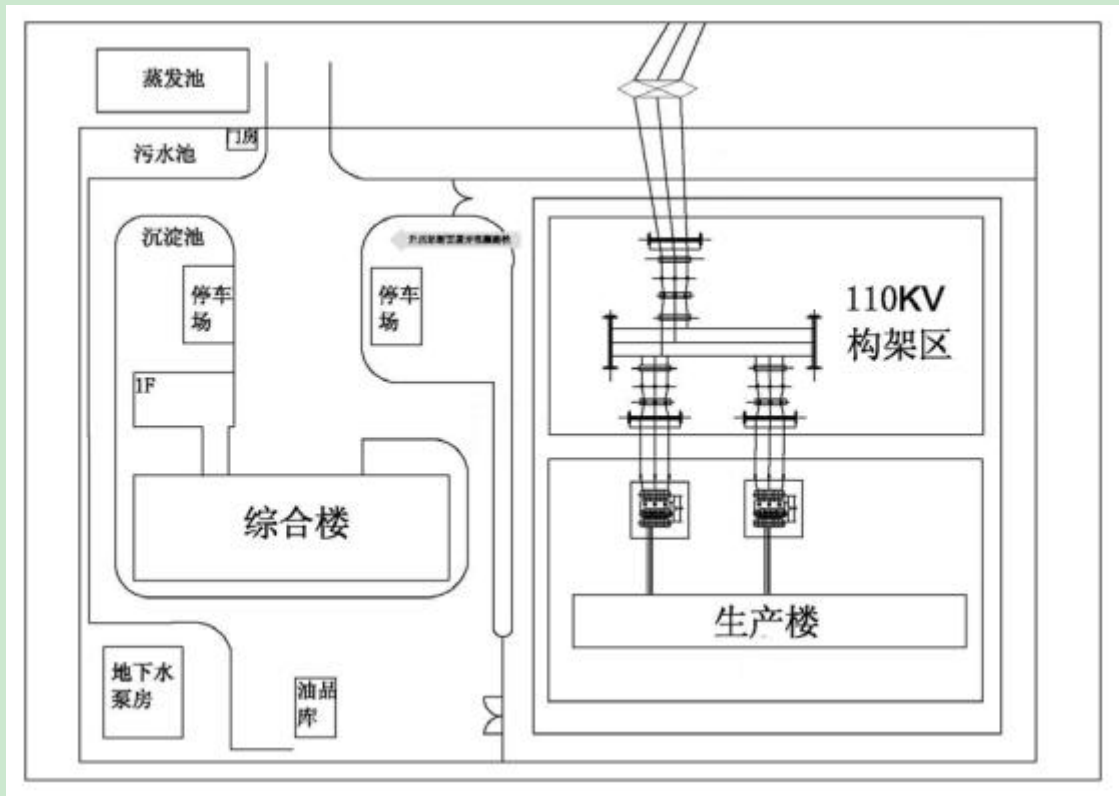 蒸发池
门房
污水池
沉淀池
停车
场
停车
场
110KV
构架区
1F
综合楼
生产楼
地下水
泵房
油品
库